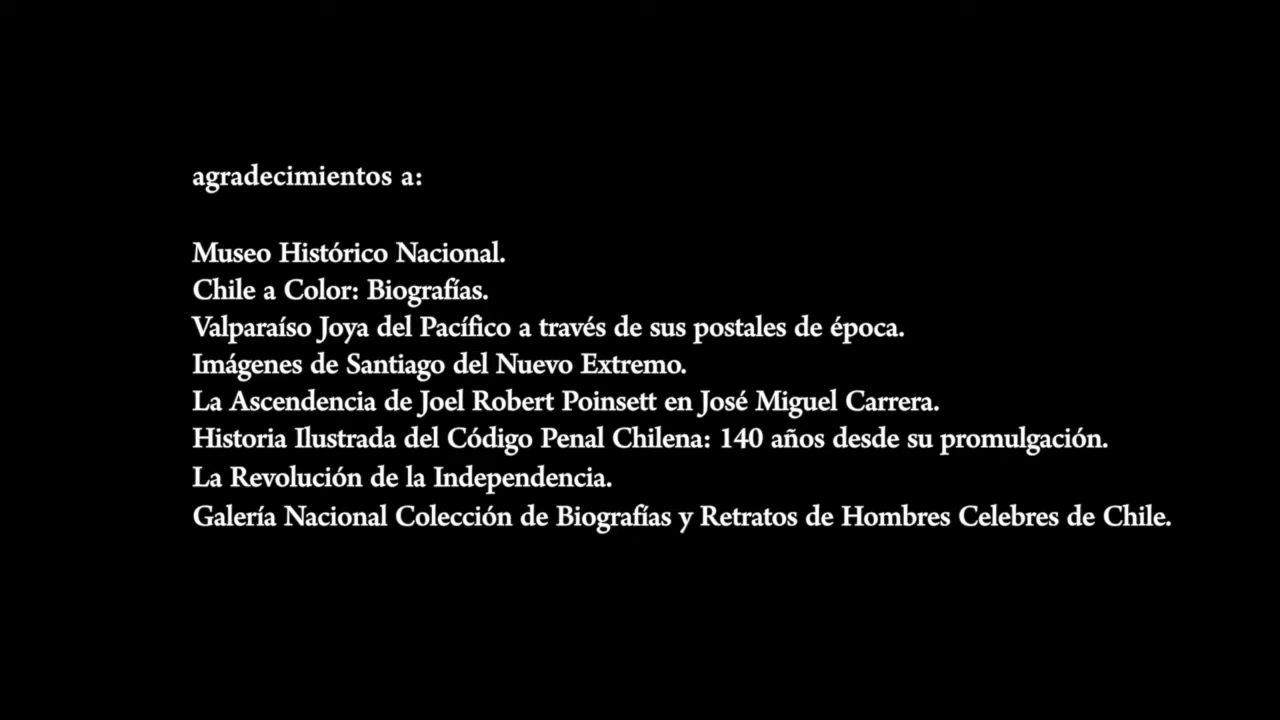 agradecimientos a:
Museo Histórico Nacional.
Chile a Color: Biografías.
Valparaíso Joya del Pacífico a través de sus postales de época.
Imágenes de Santiago del Nuevo Extremo.
La Ascendencia de Joel Robert Poinsett en José Miguel Carrera.
Historia Ilustrada del Código Penal Chilena: 140 años desde su promulgación.
La Revolución de la Independencia.
Galería Nacional Colección de Biografías y Retratos de Hombres Celebres de Chile.